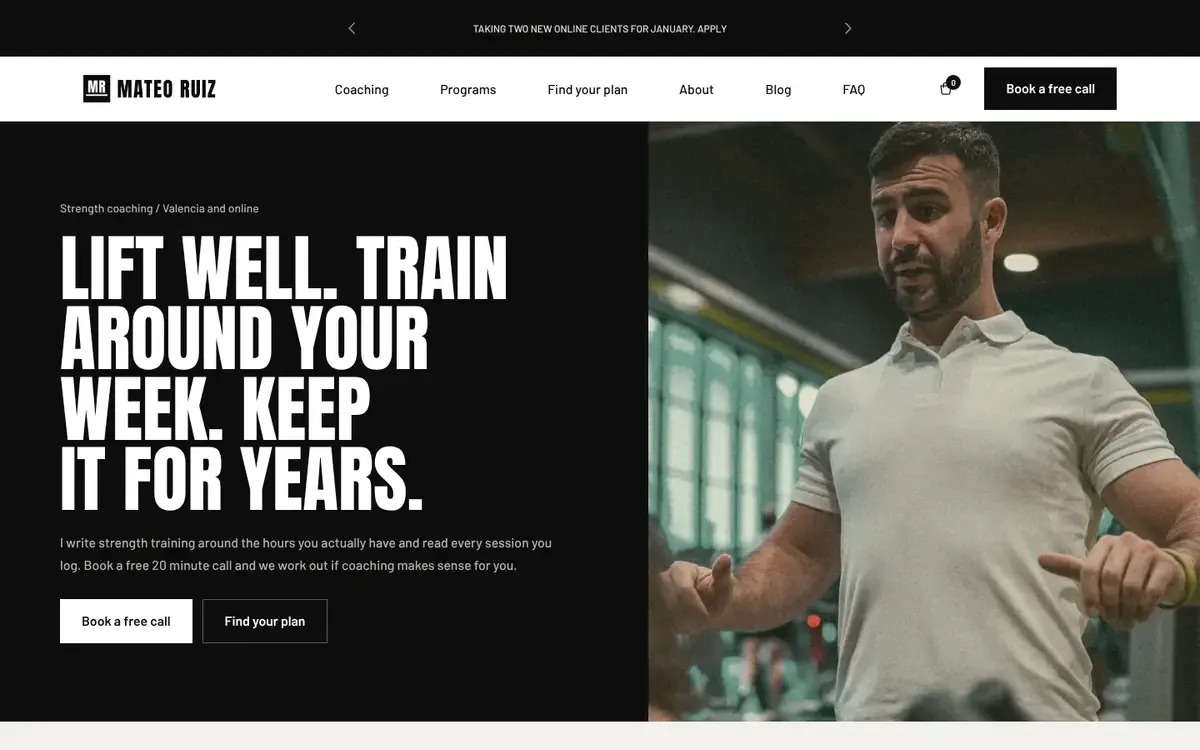 TAKING TWO NEW ONLINE CLIENTS FOR JANUARY. APPLY
MR MATEO RUIZ
Coaching
Programs
Find your plan
About
Blog
FAQ
0
Book a free call
Strength coaching / Valencia and online
LIFT WELL. TRAIN
AROUND YOUR
WEEK. KEEP
IT FOR YEARS.
I write strength training around the hours you actually have and read every session you
log. Book a free 20 minute call and we work out if coaching makes sense for you.
Book a free call
Find your plan